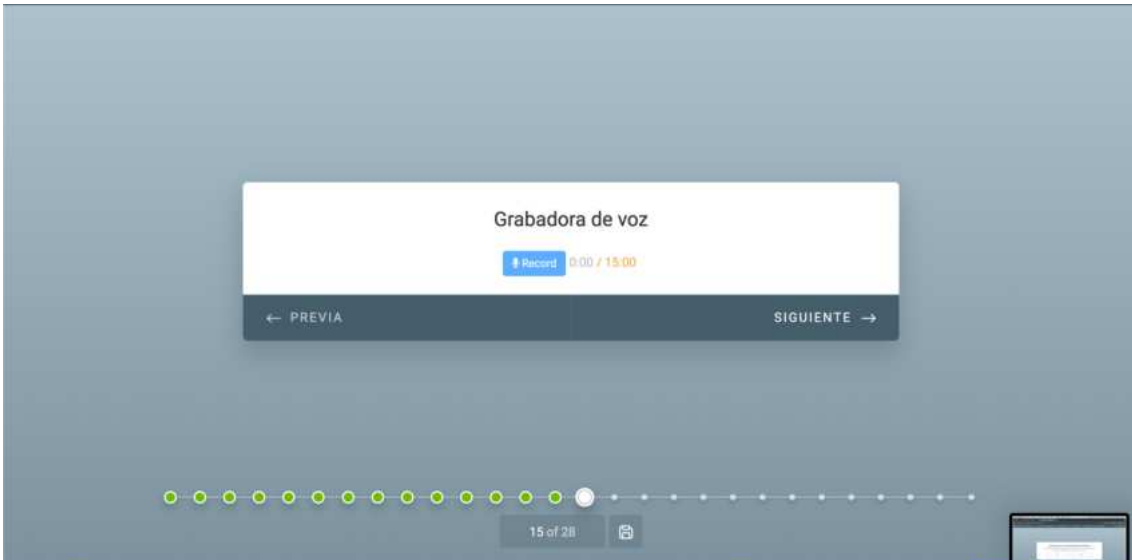 Grabadora de voz
Record 0:00 / 15:00
← PREVIA
SIGUIENTE →
15 of 28